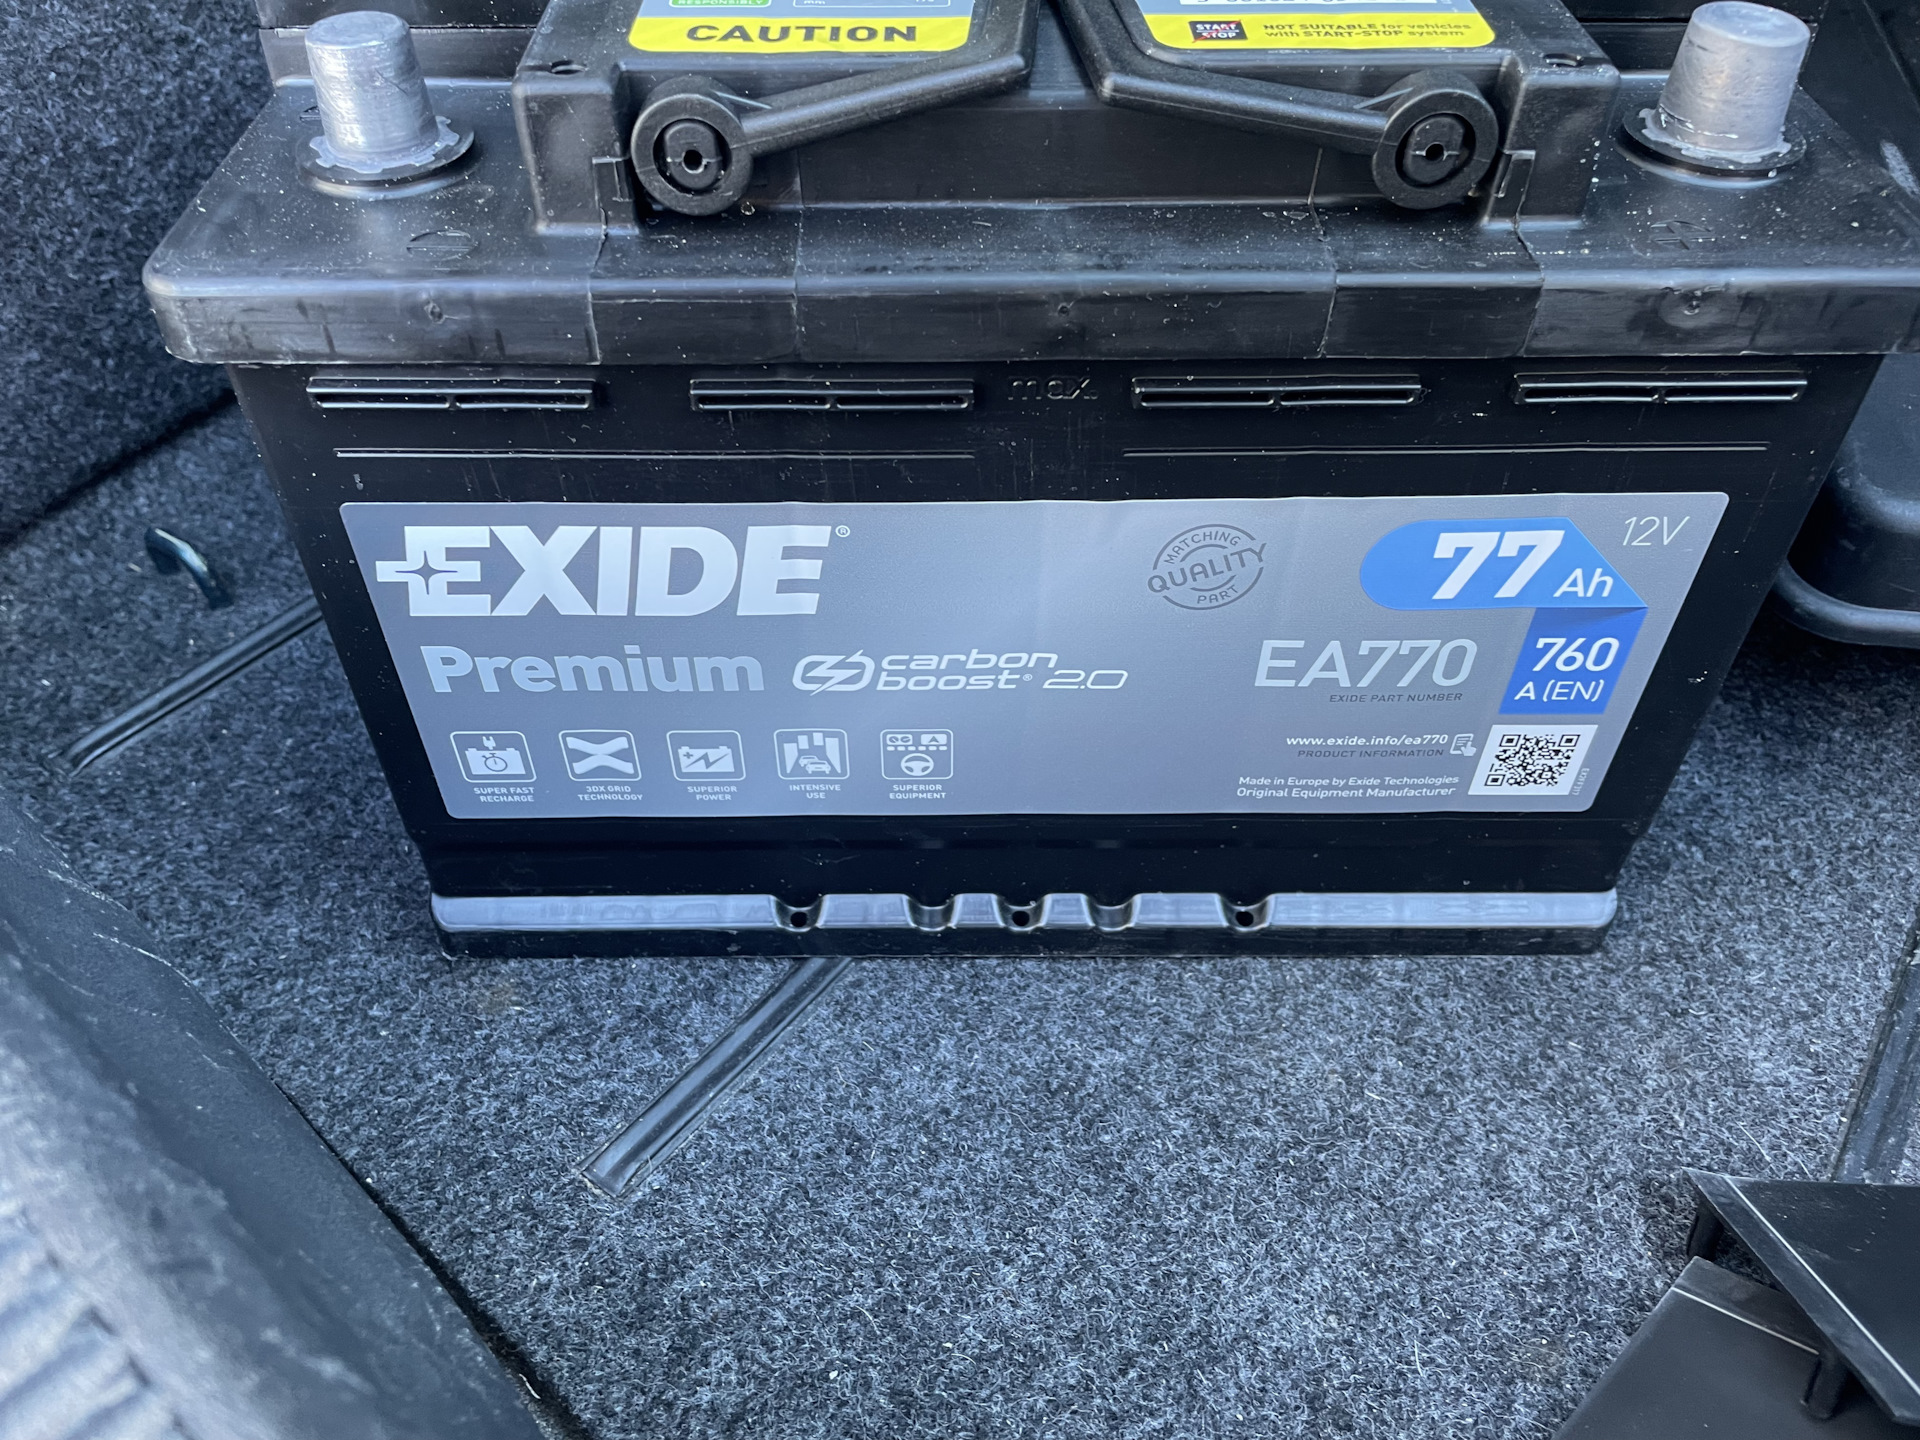 RESPONSIBLY
mm
CAUTION
START
STOP
NOT SUITABLE for vehicles
with START-STOP system
max.
EXIDE®
MATCHING
QUALITY
PART
77 Ah
12V
Premium
carbon
boost® 2.0
EA770
EXIDE PART NUMBER
760
A (EN)
www.exide.info/ea770
PRODUCT INFORMATION
SUPER FAST
RECHARGE
3DX GRID
TECHNOLOGY
SUPERIOR
POWER
INTENSIVE
USE
SUPERIOR
EQUIPMENT
Made in Europe by Exide Technologies
Original Equipment Manufacturer